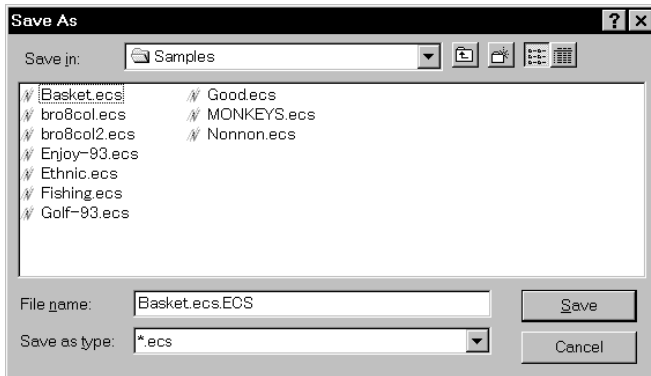 Save As
Save in:
Samples
Basket.ecs
bro8col.ecs
bro8col2.ecs
Enjoy-93.ecs
Ethnic.ecs
Fishing.ecs
Golf-93.ecs
Good.ecs
MONKEYS.ecs
Nonnon.ecs
File name:
Basket.ecs.ECS
Save
Save as type:
*.ecs
Cancel